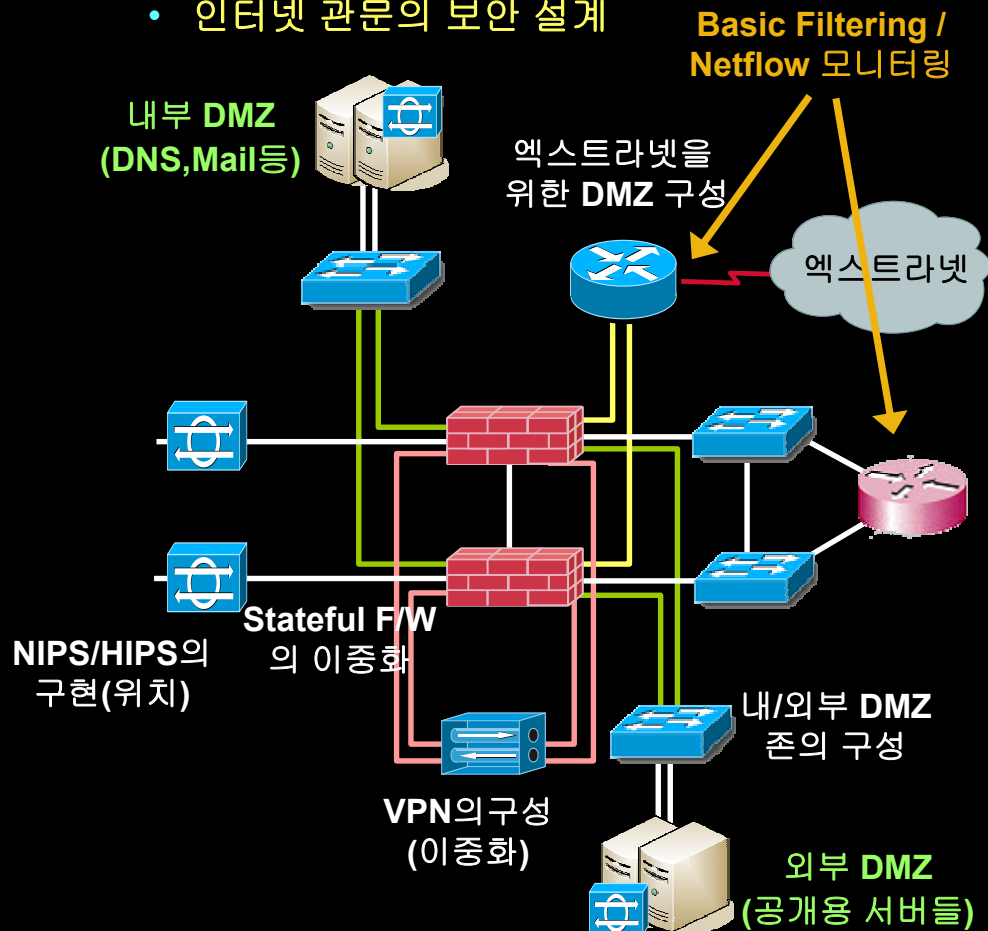 • 인터넷 관문의 보안 설계
Basic Filtering /
Netflow 모니터링
내부 DMZ
(DNS,Mail등)
엑스트라넷을
위한 DMZ 구성
엑스트라넷
Stateful F/W
의 이중화
NIPS/HIPS의
구현(위치)
내/외부 DMZ
존의 구성
VPN의구성
(이중화)
외부 DMZ
(공개용 서버들)